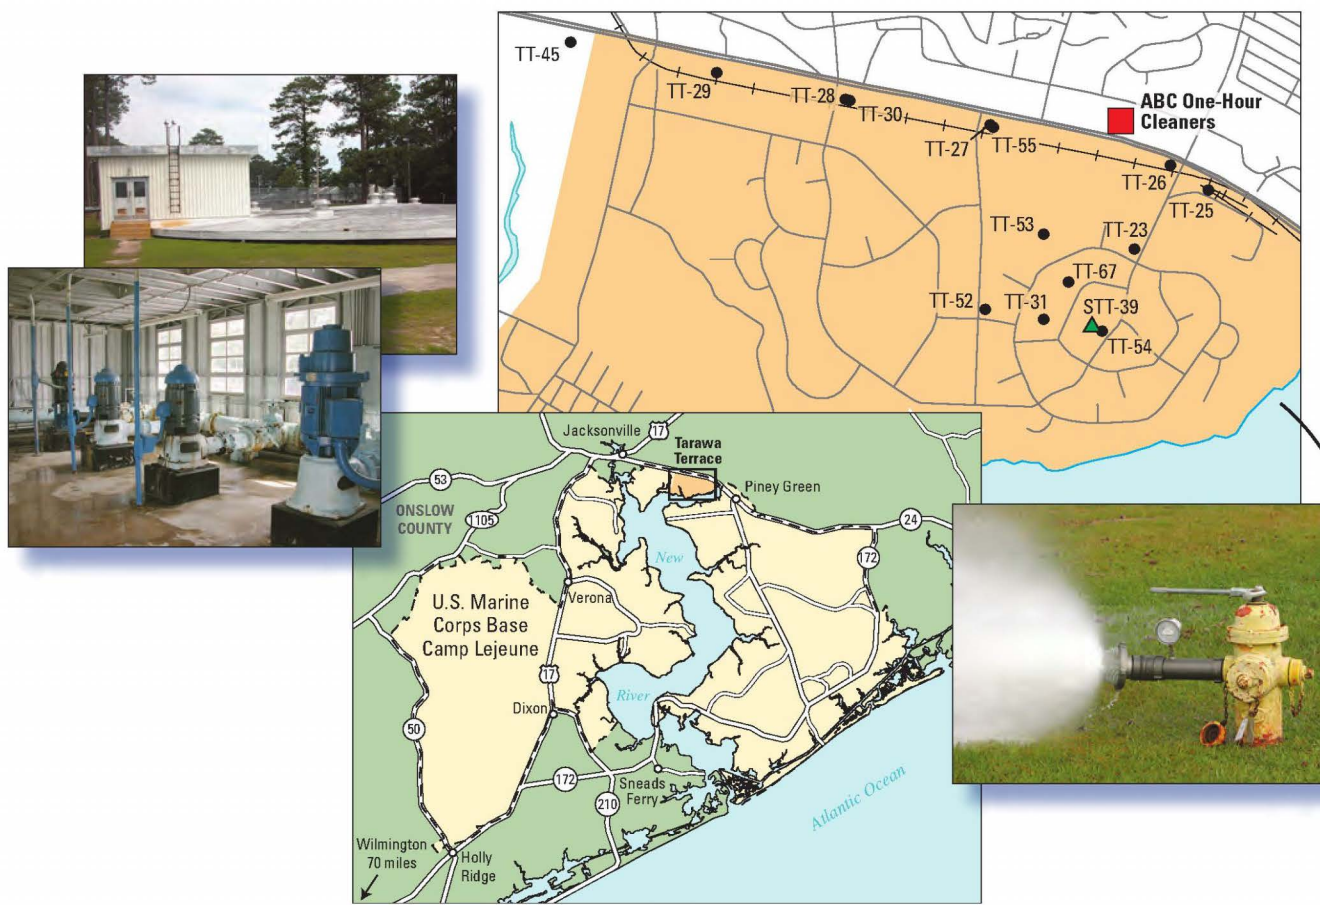 TT-45
TT-29
TT-28
TT-30
TT-27
TT-55
ABC One-Hour
Cleaners
TT-26
TT-25
TT-53
TT-23
TT-67
TT-52
TT-31
STT-39
TT-54
Jacksonville
17
Tarawa
Terrace
Piney Green
53
ONSLOW
COUNTY
1105
24
172
New
Verona
U.S. Marine
Corps Base
Camp Lejeune
17
River
Dixon
50
172
Sneads
Ferry
210
Atlantic Ocean
Wilmington
70 miles
Holly
Ridge